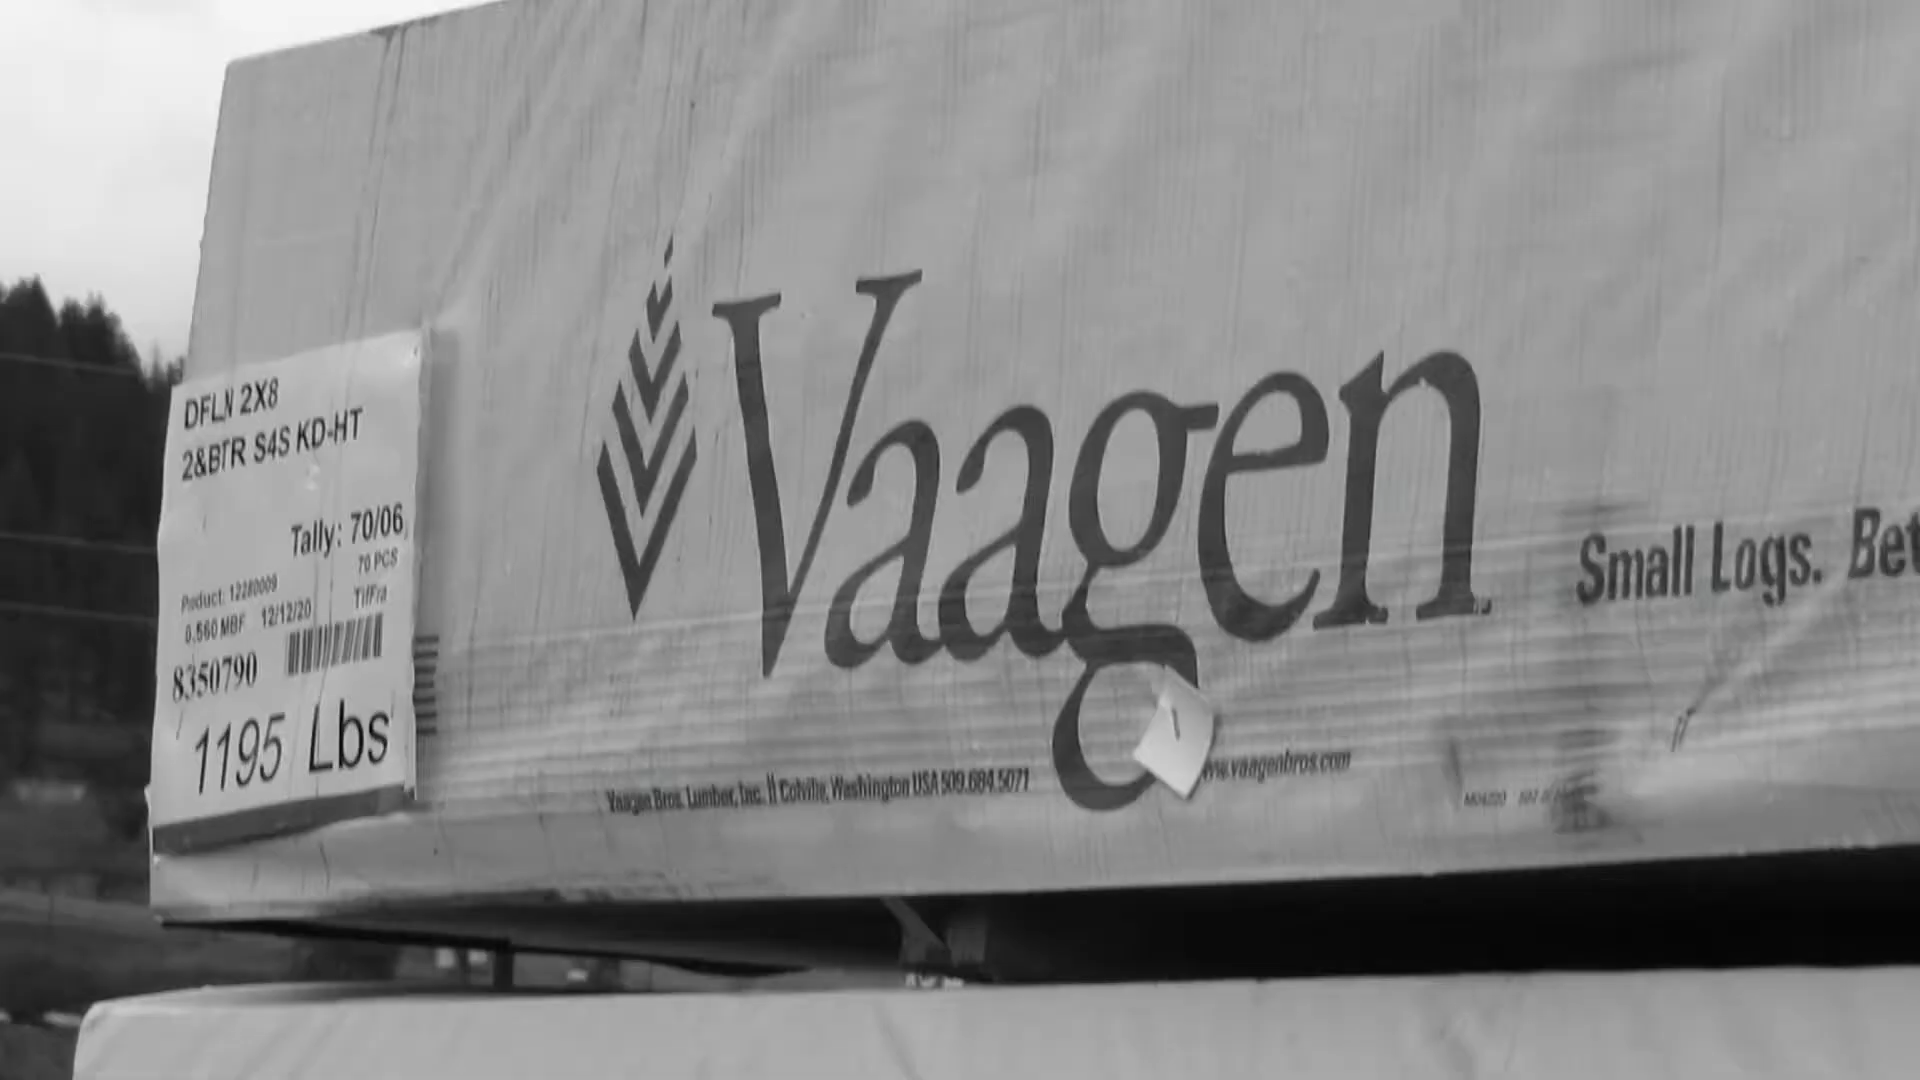 DFLN 2X8
2&BTR S4S KD-HT
Tally: 70/06
70 PCS
Product: 12280009
0.560 MBF 12/12/20
8350790
1195 Lbs
Vaagen
Small Logs. Bet
Vaagen Bros. Lumber, Inc. || Colville, Washington USA 509.684.5071
www.vaagenbros.com